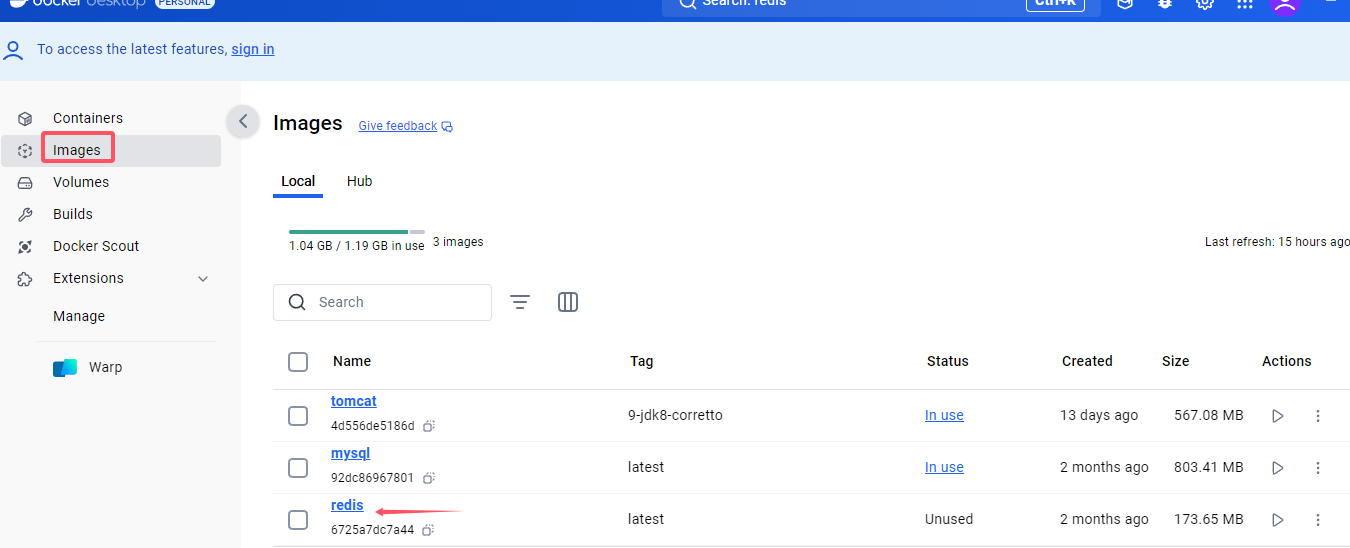 docker desktop PERSONAL Search: redis Ctrl+K
To access the latest features, sign in
Containers
Images
Volumes
Builds
Docker Scout
Extensions
Manage
Warp
Images Give feedback
Local Hub
1.04 GB / 1.19 GB in use 3 images Last refresh: 15 hours ago
Search
Name Tag Status Created Size Actions
tomcat
4d556de5186d 9-jdk8-corretto In use 13 days ago 567.08 MB
mysql
92dc86967801 latest In use 2 months ago 803.41 MB
redis
6725a7dc7a44 latest Unused 2 months ago 173.65 MB